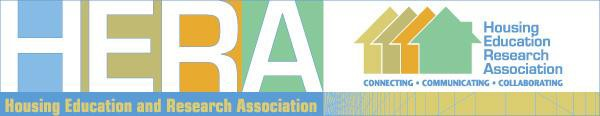 HERA
Housing Education and Research Association
Housing
Education
Research
Association
CONNECTING • COMMUNICATING • COLLABORATING